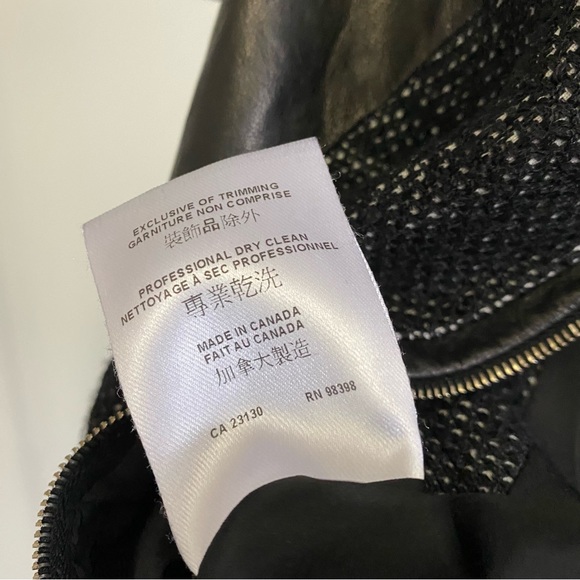 EXCLUSIVE OF TRIMMING
GARNITURE NON COMPRISE
裝飾品除外
PROFESSIONAL DRY CLEAN
NETTOYAGE À SEC PROFESSIONNEL
專業乾洗
MADE IN CANADA
FAIT AU CANADA
加拿大製造
CA 23130 RN 98398